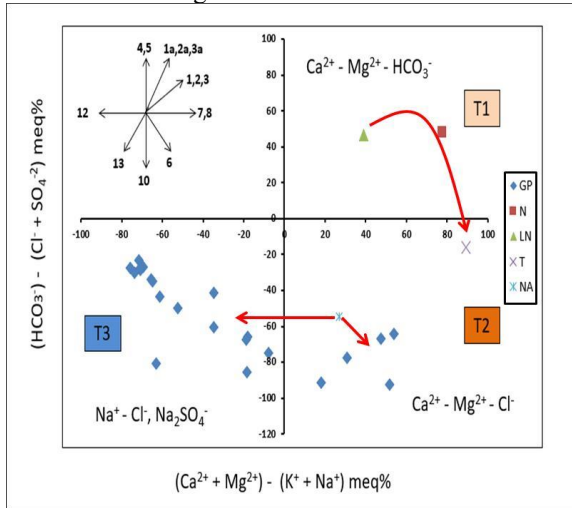 4,5
1a,2a,3a
1,2,3
12
7,8
13
6
10
Ca²⁺ - Mg²⁺ - HCO₃⁻
T1
100
80
60
40
20
0
-20
-40
-60
-80
-100
-120
-100
-80
-60
-40
-20
0
20
40
60
80
100
GP
N
LN
T
NA
T3
T2
Na⁺ - Cl⁻, Na₂SO₄⁻
Ca²⁺ - Mg²⁺ - Cl⁻
(HCO₃⁻) - (Cl⁻ + SO₄⁻²) meq%
(Ca²⁺ + Mg²⁺) - (K⁺ + Na⁺) meq%